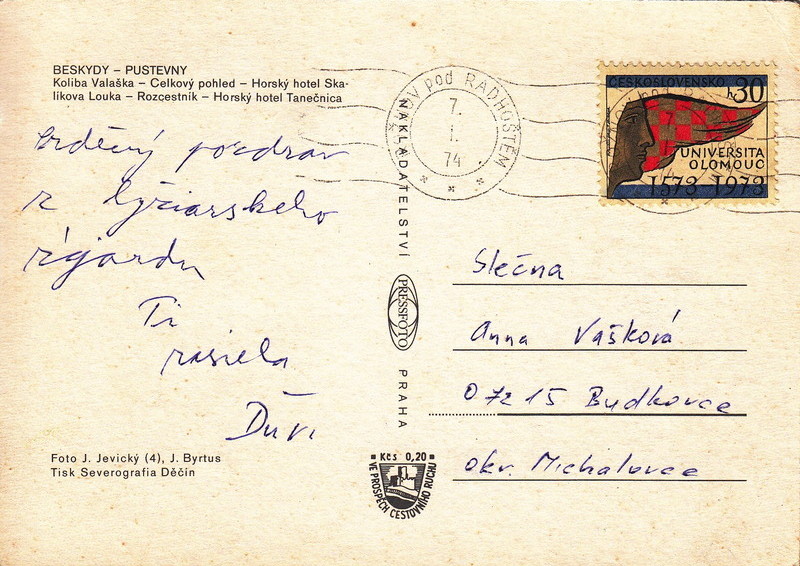 BESKYDY – PUSTEVNY
Koliba Valaška – Celkový pohled – Horský hotel Ska-
líkova Louka – Rozcestník – Horský hotel Tanečnica
Srdečný pozdrav
z lyžiarskeho
zájazdu
Ti
posiela
Foto J. Jevický (4), J. Byrtus
Tisk Severografia Děčín
NAKLADATELSTVÍ
PRESSFOTO
PRAHA
Kčs 0,20
VE PROSPĚCH CESTOVNÍHO RUCHU
pod RADHOŠTĚM
7.
I.
74
ČESKOSLOVENSKO
h30
UNIVERSITA
OLOMOUC
1573 1973
Slečna
Anna Vašková
072 15 Budkovce
okr. Michalovce